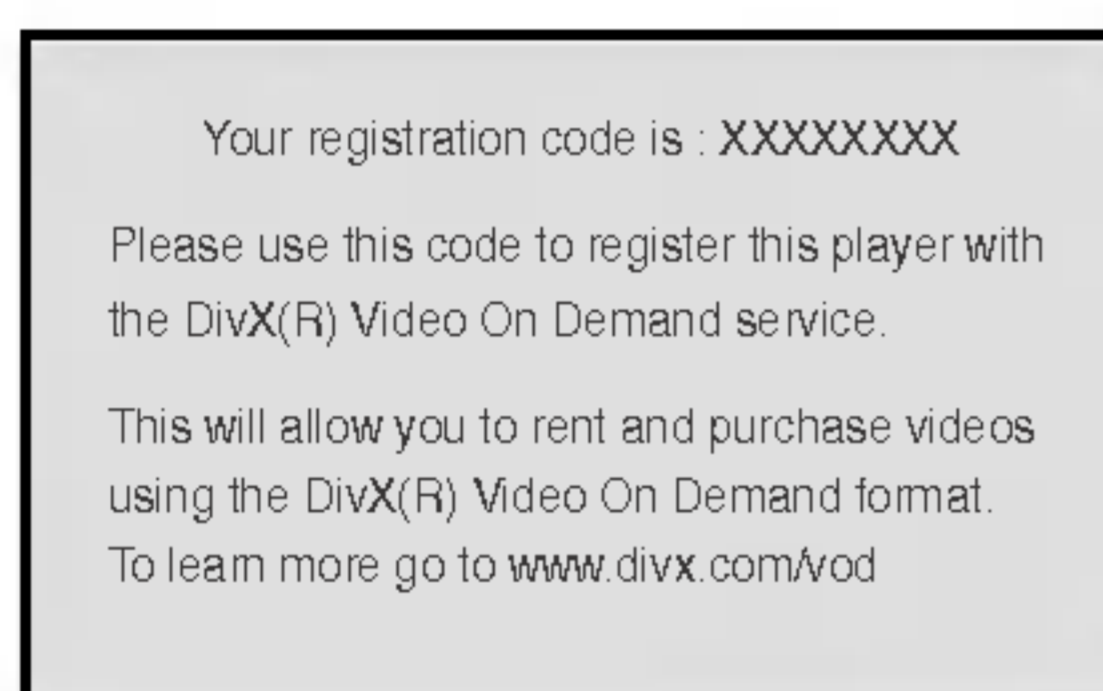 Your registration code is : XXXXXXXX
Please use this code to register this player with
the DivX(R) Video On Demand service.
This will allow you to rent and purchase videos
using the DivX(R) Video On Demand format.
To learn more go to www.divx.com/vod